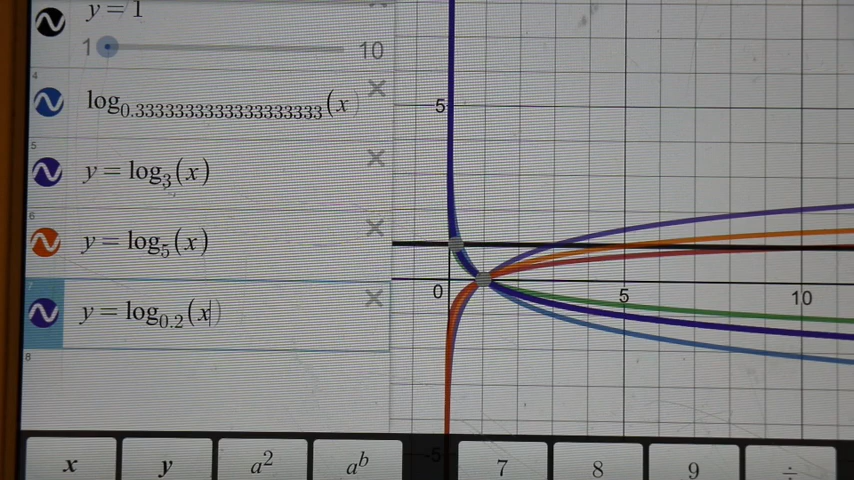 y = 1
1 10
4
log₀.₃₃₃₃₃₃₃₃₃₃₃₃₃₃₃₃₃₃₃(x)
5
y = log₃(x)
6
y = log₅(x)
7
y = log₀.₂(x)
8
5
0 5 10
-5
x y a² aᵇ 7 8 9 ÷